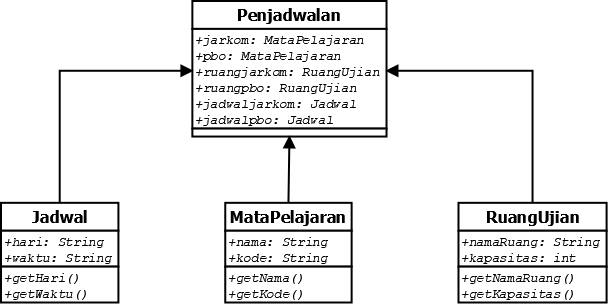 Penjadwalan
+jarkom: MataPelajaran
+pbo: MataPelajaran
+ruangjarkom: RuangUjian
+ruangpbo: RuangUjian
+jadwaljarkom: Jadwal
+jadwalpbo: Jadwal
Jadwal
+hari: String
+waktu: String
+getHari()
+getWaktu()
MataPelajaran
+nama: String
+kode: String
+getNama()
+getKode()
RuangUjian
+namaRuang: String
+kapasitas: int
+getNamaRuang()
+getKapasitas()